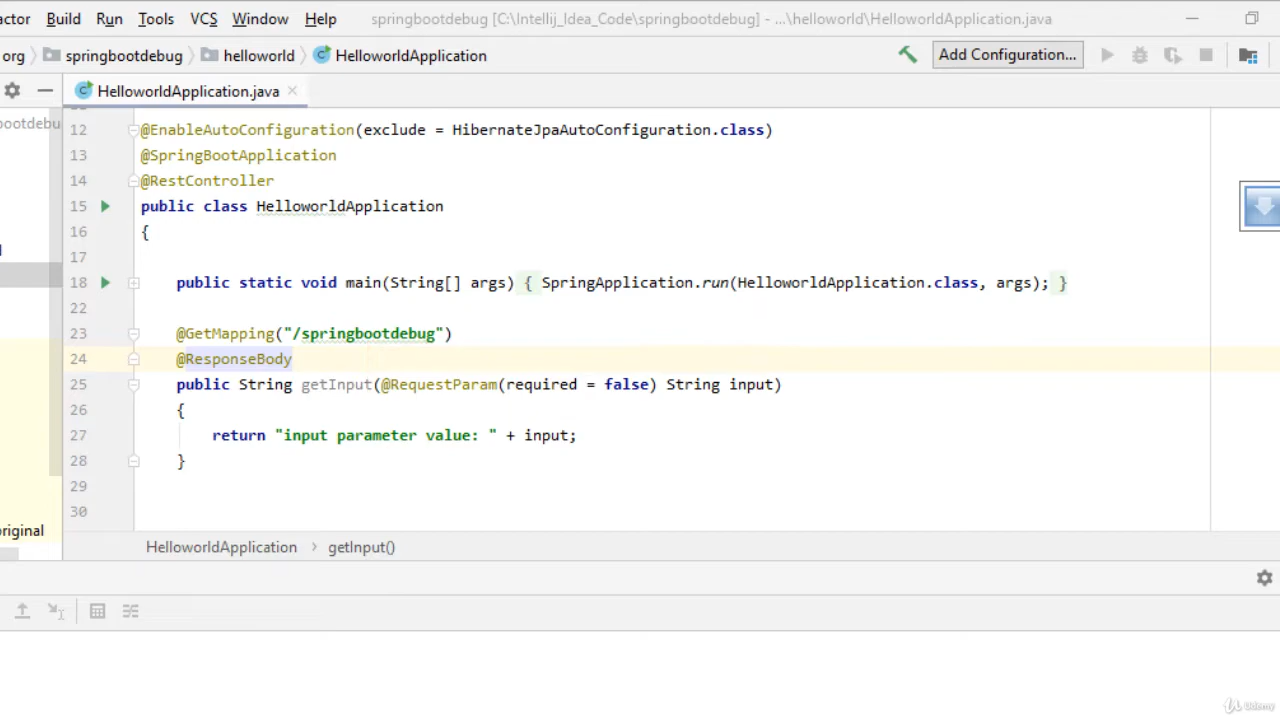 actor Build Run Tools VCS Window Help springbootdebug [C:\Intellij_Idea_Code\springbootdebug] - ...\helloworld\HelloworldApplication.java
org springbootdebug helloworld HelloworldApplication Add Configuration...
HelloworldApplication.java
bootdebu
12 @EnableAutoConfiguration(exclude = HibernateJpaAutoConfiguration.class)
13 @SpringBootApplication
14 @RestController
15 public class HelloworldApplication
16 {
17
18 public static void main(String[] args) { SpringApplication.run(HelloworldApplication.class, args); }
22
23 @GetMapping("/springbootdebug")
24 @ResponseBody
25 public String getInput(@RequestParam(required = false) String input)
26 {
27 return "input parameter value: " + input;
28 }
29
30
original
HelloworldApplication › getInput()
Udemy